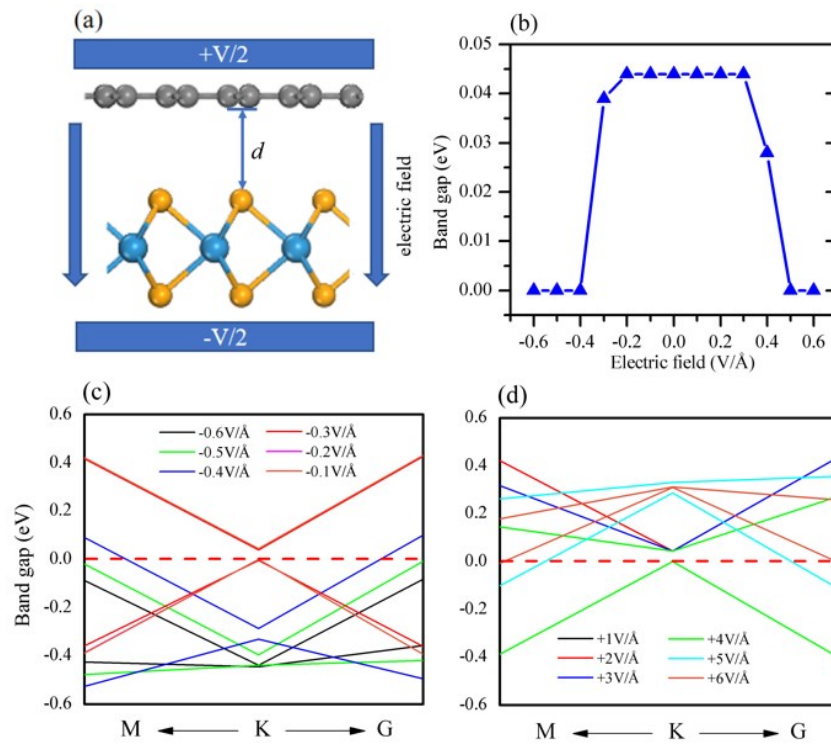 (a)
+V/2
d
electric field
-V/2
(b)
0.05
0.04
0.03
0.02
0.01
0.00
Band gap (eV)
-0.6 -0.4 -0.2 0.0 0.2 0.4 0.6
Electric field (V/Å)
(c)
0.6
0.4
0.2
0.0
-0.2
-0.4
-0.6
Band gap (eV)
-0.6V/Å -0.3V/Å
-0.5V/Å -0.2V/Å
-0.4V/Å -0.1V/Å
M K G
(d)
0.6
0.4
0.2
0.0
-0.2
-0.4
-0.6
+1V/Å +4V/Å
+2V/Å +5V/Å
+3V/Å +6V/Å
M K G